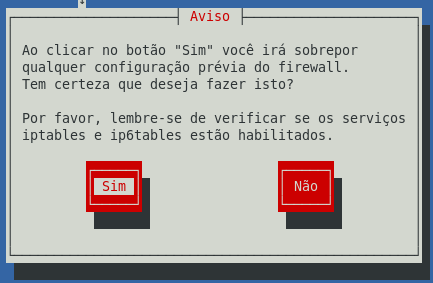 Aviso
Ao clicar no botão "Sim" você irá sobrepor
qualquer configuração prévia do firewall.
Tem certeza que deseja fazer isto?
Por favor, lembre-se de verificar se os serviços
iptables e ip6tables estão habilitados.
Sim
Não